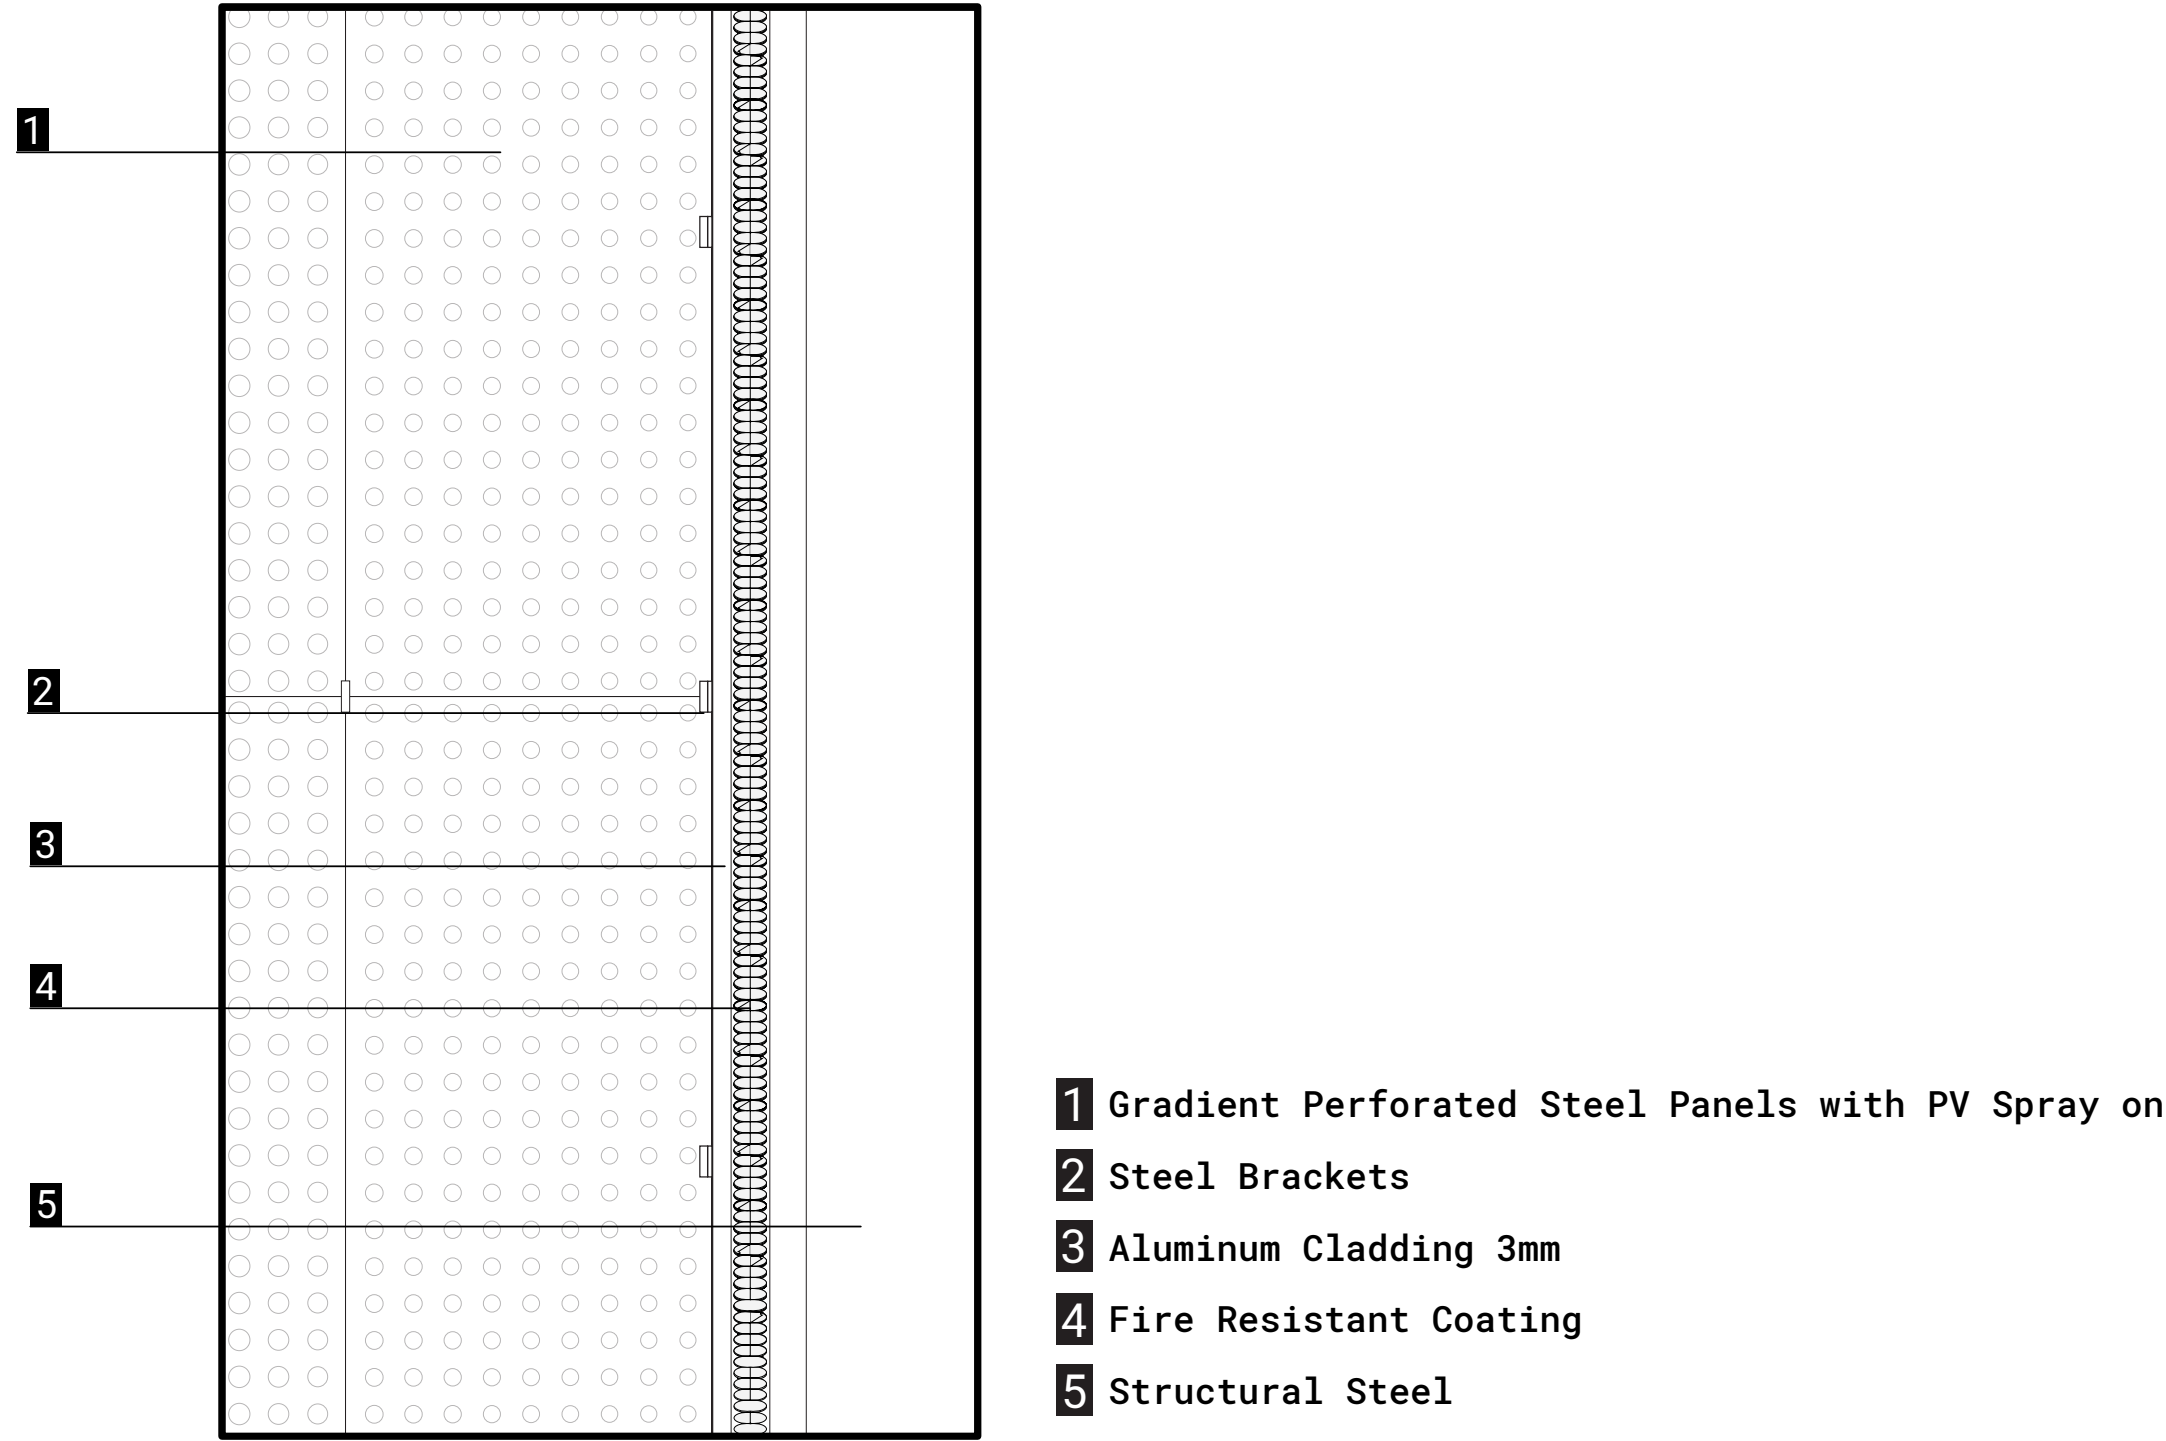 1
2
3
4
5
1 Gradient Perforated Steel Panels with PV Spray on
2 Steel Brackets
3 Aluminum Cladding 3mm
4 Fire Resistant Coating
5 Structural Steel